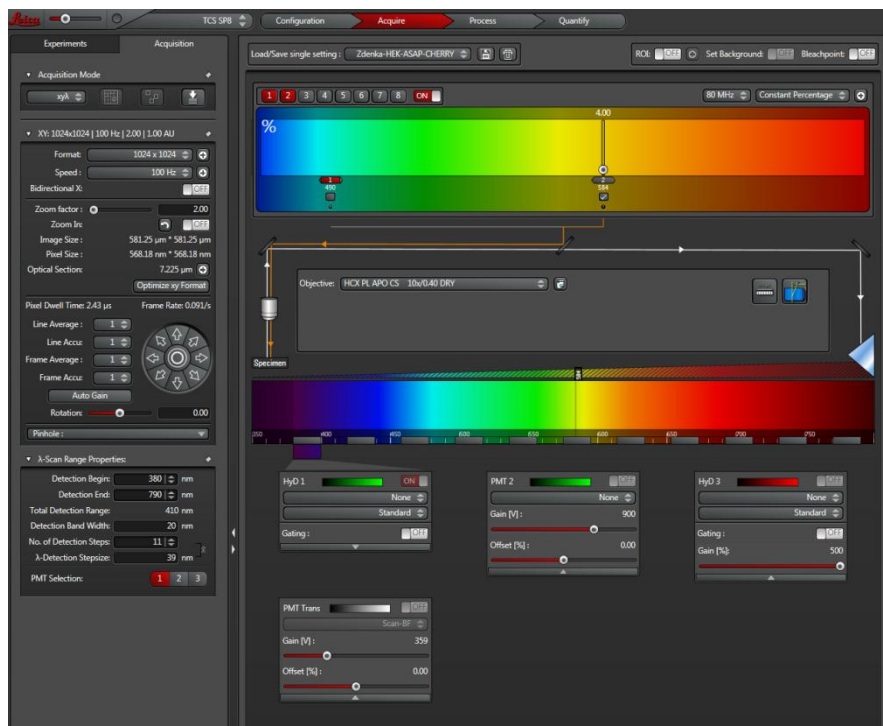 Leica
TCS SP8
Configuration
Acquire
Process
Quantify
Experiments
Acquisition
Acquisition Mode
xyλ
XY: 1024x1024 | 100 Hz | 2.00 | 1.00 AU
Format: 1024 x 1024
Speed : 100 Hz
Bidirectional X: OFF
Zoom factor : 2.00
Zoom In: OFF
Image Size : 581.25 µm * 581.25 µm
Pixel Size : 568.18 nm * 568.18 nm
Optical Section: 7.225 µm
Optimize xy Format
Pixel Dwell Time: 2.43 µs Frame Rate: 0.091/s
Line Average : 1
Line Accu: 1
Frame Average : 1
Frame Accu: 1
Auto Gain
Rotation: 0.00
Pinhole :
λ-Scan Range Properties:
Detection Begin: 380 nm
Detection End: 790 nm
Total Detection Range: 410 nm
Detection Band Width: 20 nm
No. of Detection Steps: 11
λ-Detection Stepsize: 39 nm
PMT Selection: 1 2 3
Load/Save single setting : Zdenka-HEK-ASAP-CHERRY
ROI: OFF Set Background: OFF Bleachpoint: OFF
1 2 3 4 5 6 7 8 ON 80 MHz Constant Percentage
4.00
%
1 2
490 584
Objective: HCX PL APO CS 10x/0.40 DRY
Specimen
584
350 400 450 500 550 600 650 700 750
HyD 1 ON
None
Standard
Gating : OFF
PMT 2 OFF
None
Gain [V] : 900
Offset [%] : 0.00
HyD 3 OFF
None
Standard
Gating : OFF
Gain [%]: 500
PMT Trans OFF
Scan-BF
Gain [V] : 359
Offset [%] : 0.00